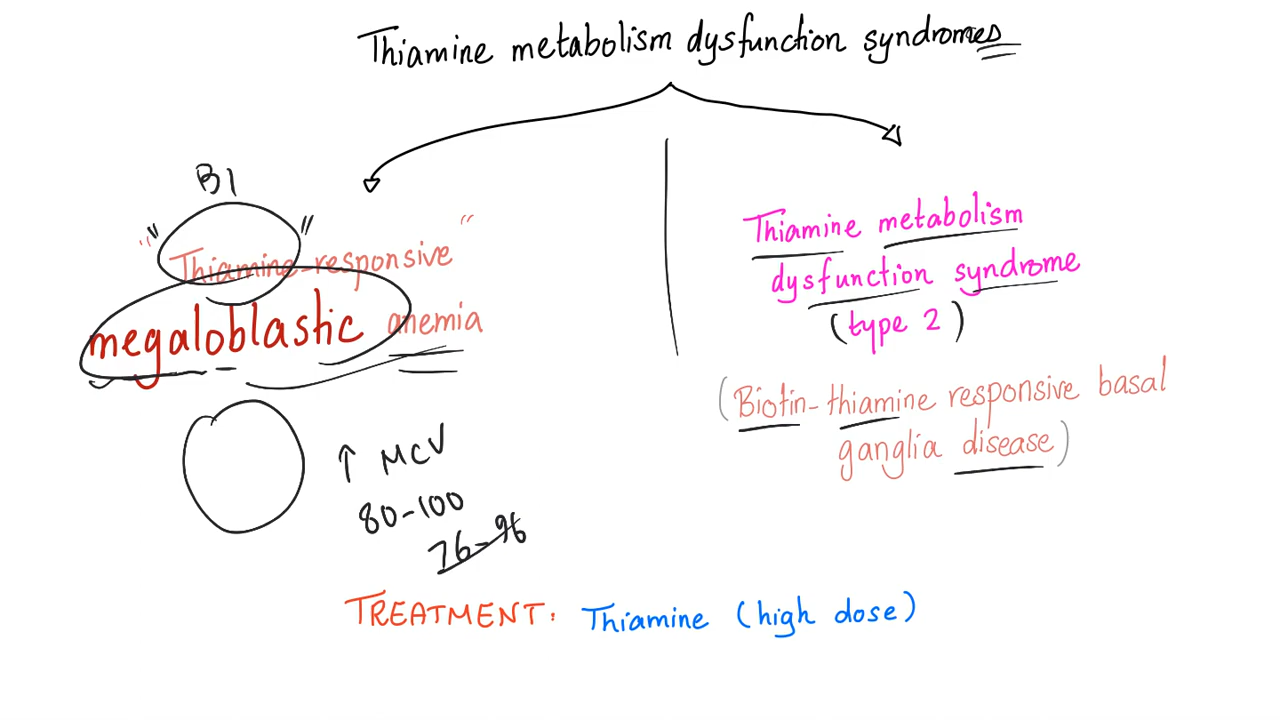 Thiamine metabolism dysfunction syndromes
B1
" Thiamine-responsive "
megaloblastic anemia
↑ MCV
80-100
76-96
Thiamine metabolism
dysfunction syndrome
(type 2)
(Biotin-thiamine responsive basal
ganglia disease)
TREATMENT: Thiamine (high dose)